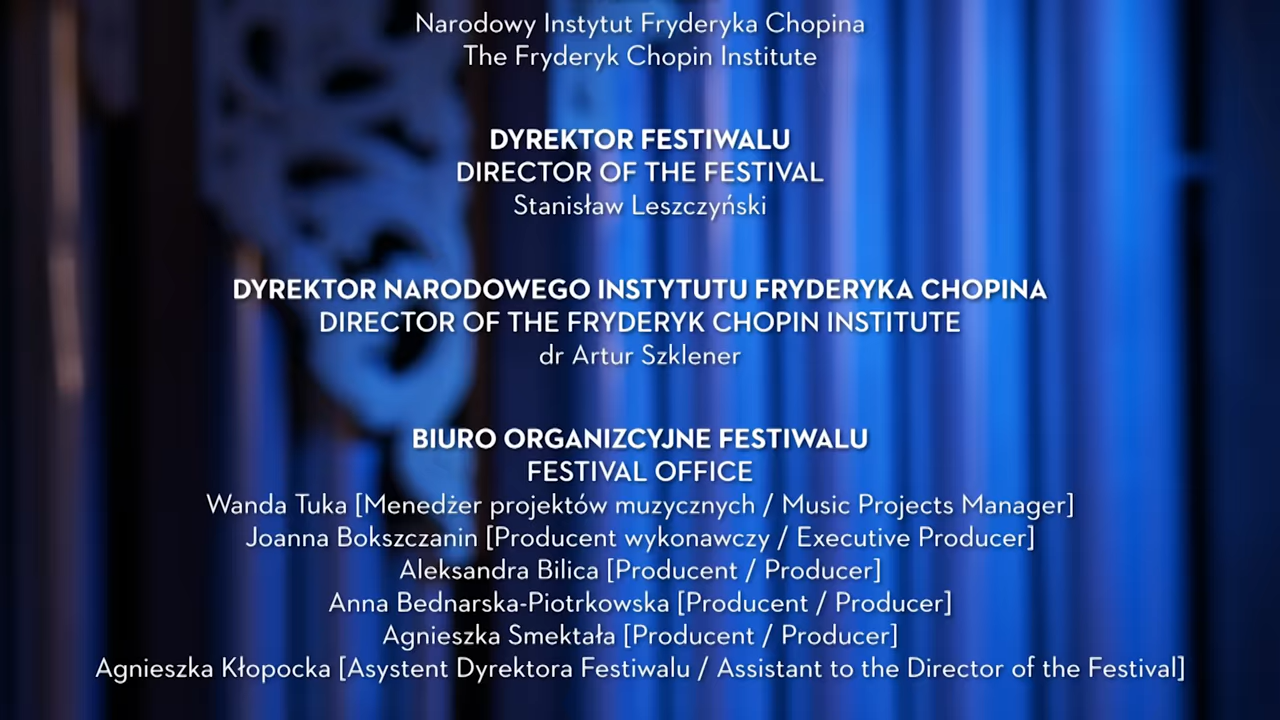 Narodowy Instytut Fryderyka Chopina
The Fryderyk Chopin Institute
DYREKTOR FESTIWALU
DIRECTOR OF THE FESTIVAL
Stanisław Leszczyński
DYREKTOR NARODOWEGO INSTYTUTU FRYDERYKA CHOPINA
DIRECTOR OF THE FRYDERYK CHOPIN INSTITUTE
dr Artur Szklener
BIURO ORGANIZCYJNE FESTIWALU
FESTIVAL OFFICE
Wanda Tuka [Menedżer projektów muzycznych / Music Projects Manager]
Joanna Bokszczanin [Producent wykonawczy / Executive Producer]
Aleksandra Bilica [Producent / Producer]
Anna Bednarska-Piotrkowska [Producent / Producer]
Agnieszka Smektała [Producent / Producer]
Agnieszka Kłopocka [Asystent Dyrektora Festiwalu / Assistant to the Director of the Festival]